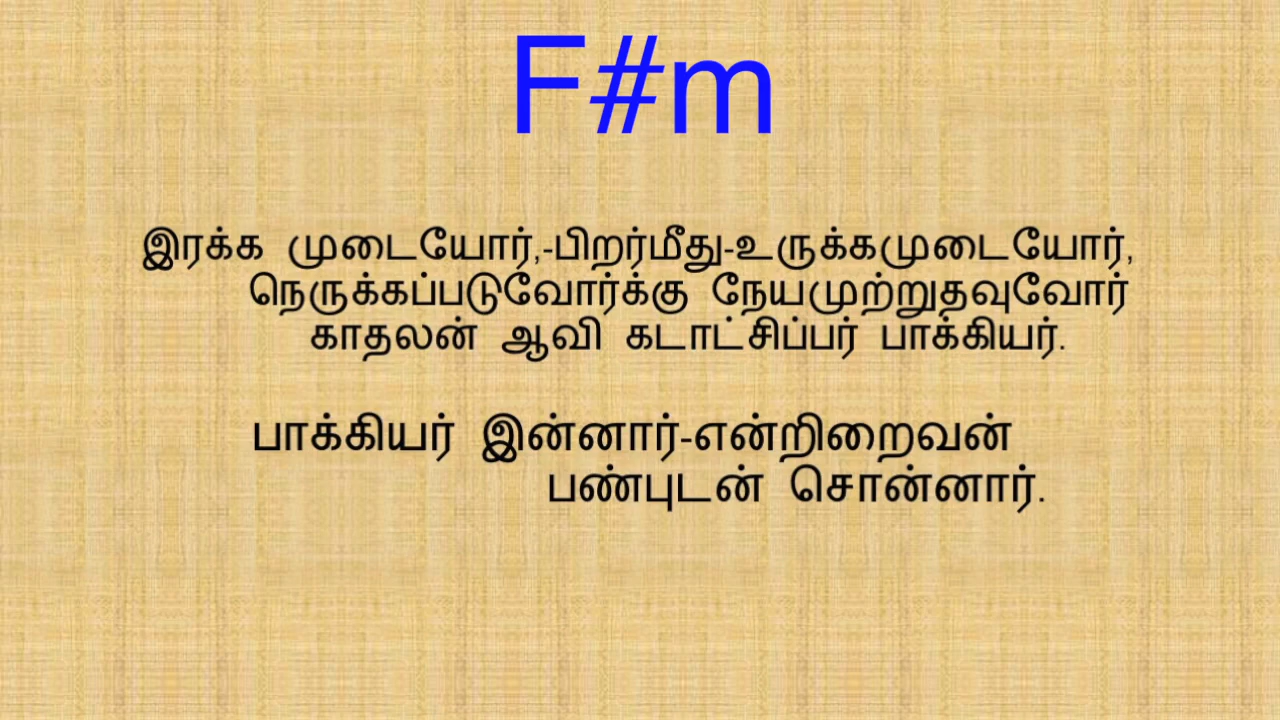 F#m
இரக்க முடையோர்,-பிறர்மீது-உருக்கமுடையோர்,
நெருக்கப்படுவோர்க்கு நேயமுற்றுதவுவோர்
காதலன் ஆவி கடாட்சிப்பர் பாக்கியர்.
பாக்கியர் இன்னார்-என்றிறைவன்
பண்புடன் சொன்னார்.